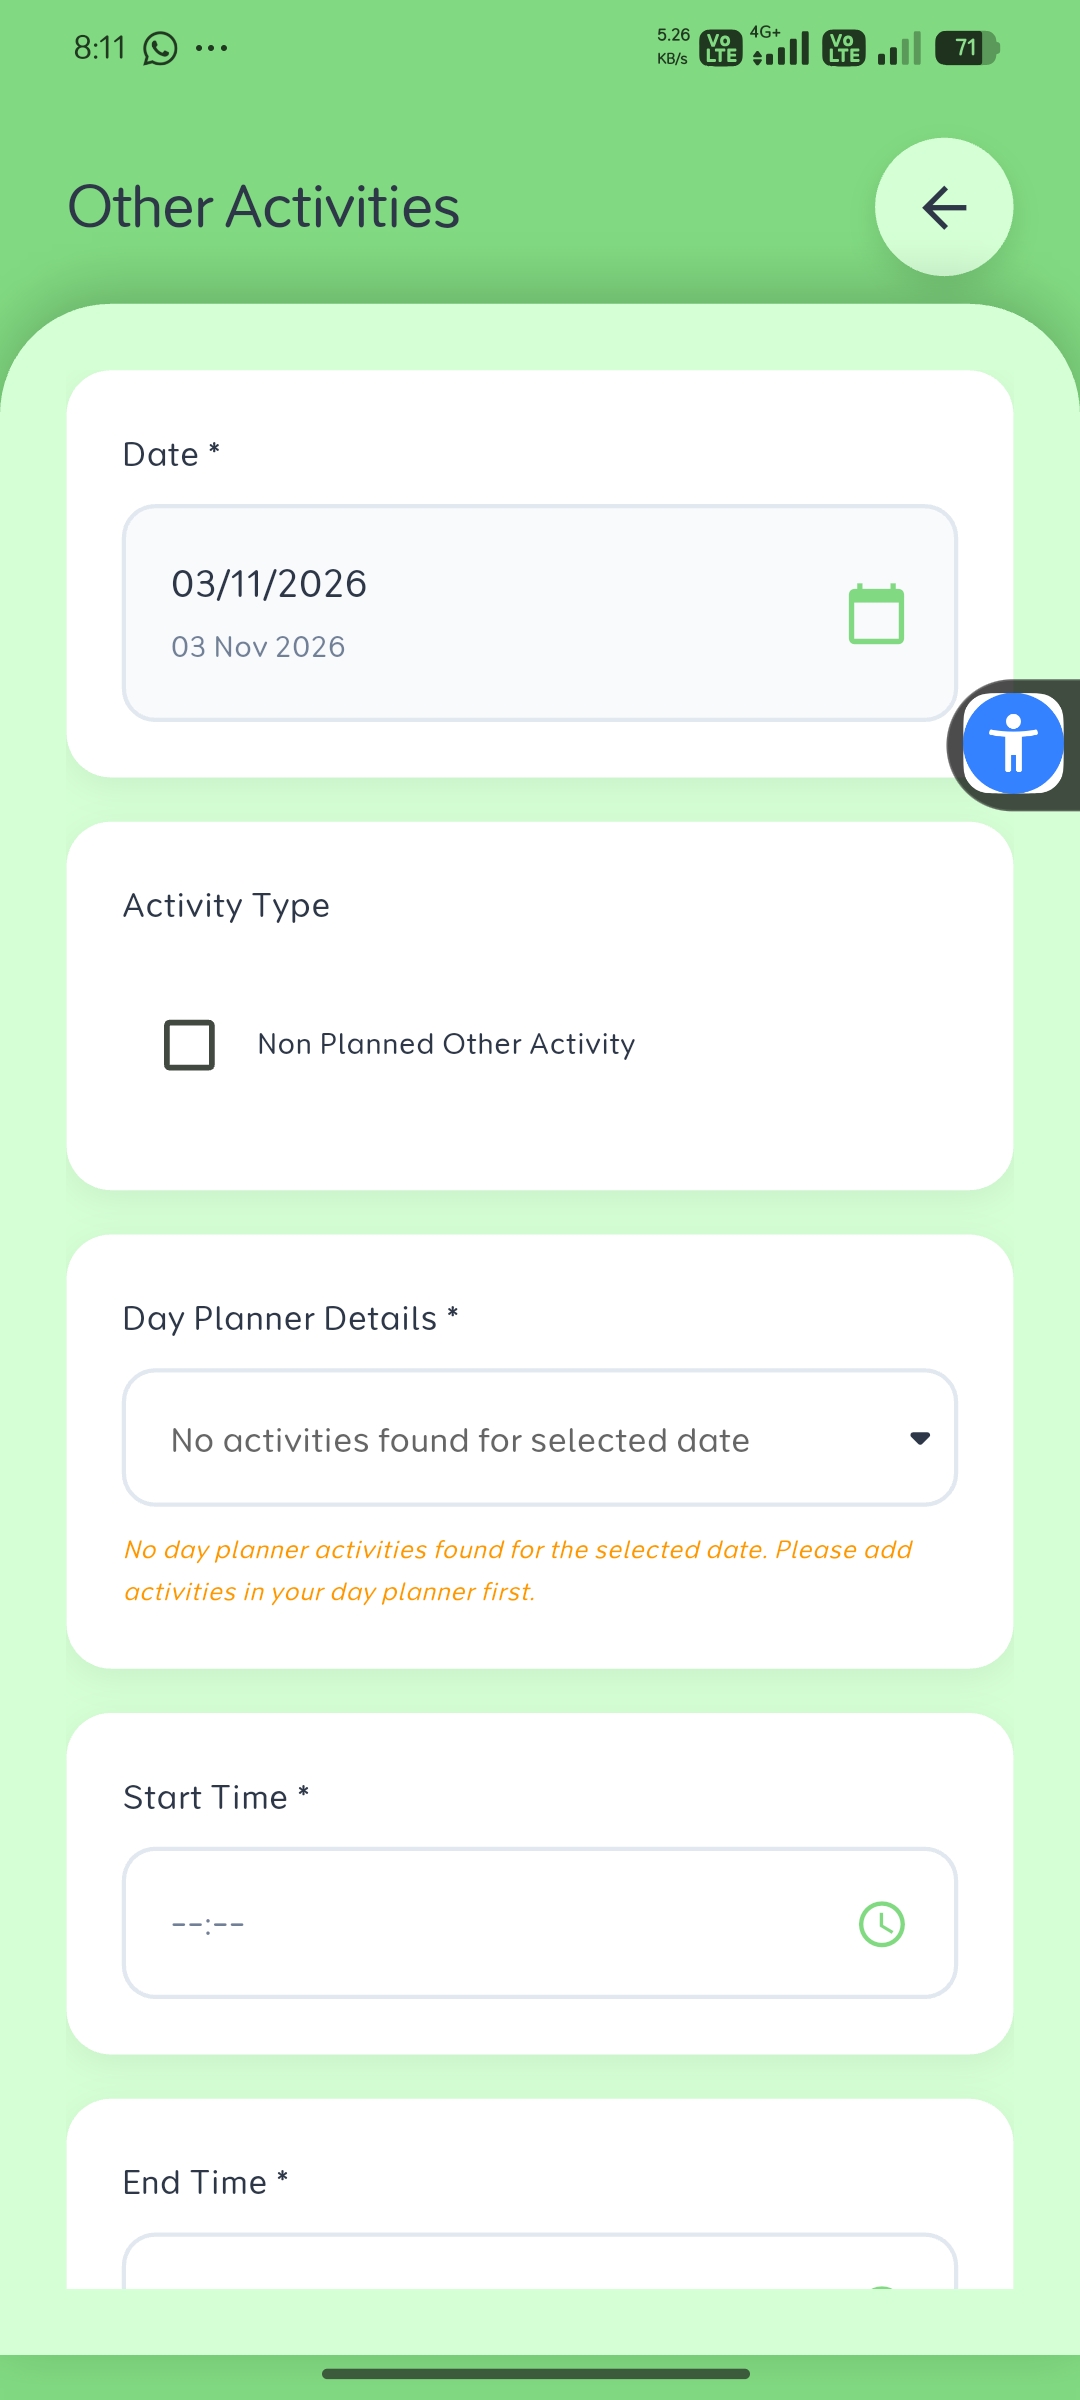 8:11
5.26
KB/s
Vo
LTE
4G+
Vo
LTE
71
Other Activities
Date *
03/11/2026
03 Nov 2026
Activity Type
Non Planned Other Activity
Day Planner Details *
No activities found for selected date
No day planner activities found for the selected date. Please add
activities in your day planner first.
Start Time *
--:--
End Time *